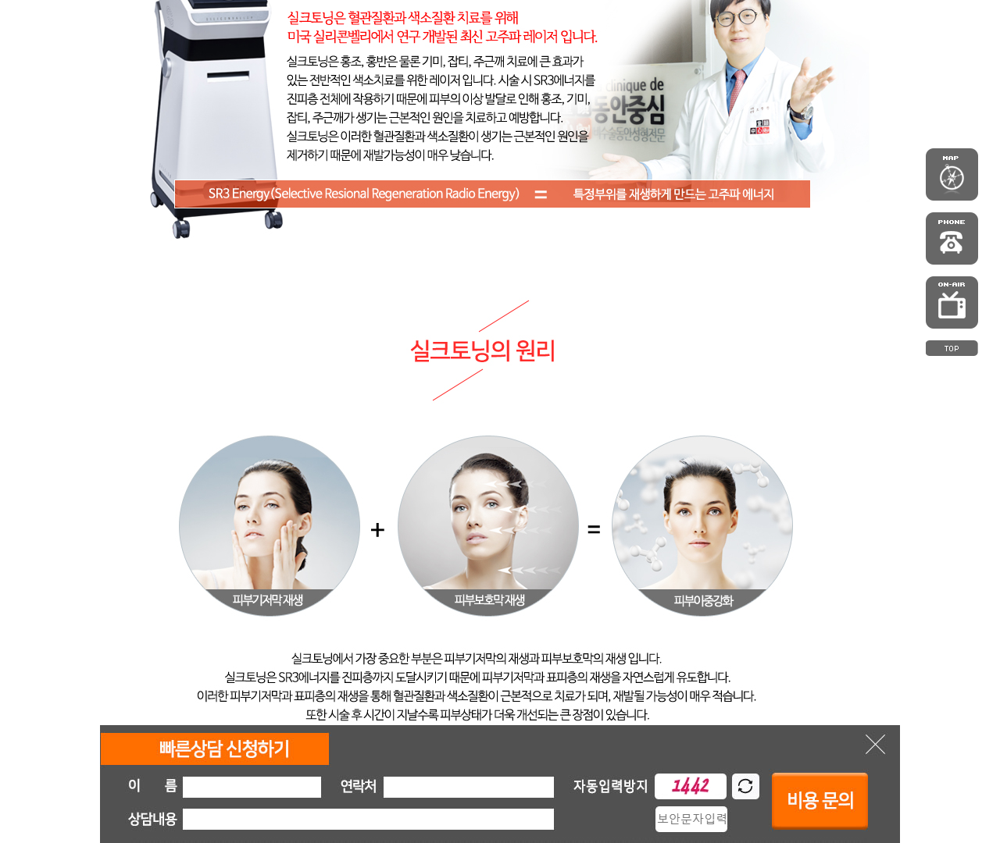 실크토닝은 혈관질환과 색소질환 치료를 위해
미국 실리콘벨리에서 연구 개발된 최신 고주파 레이저 입니다.
실크토닝은 홍조, 홍반은 물론 기미, 잡티, 주근깨 치료에 큰 효과가
있는 전반적인 색소치료를 위한 레이저 입니다. 시술 시 SR3에너지를
진피층 전체에 작용하기 때문에 피부의 이상 발달로 인해 홍조, 기미,
잡티, 주근깨가 생기는 근본적인 원인을 치료하고 예방합니다.
실크토닝은 이러한 혈관질환과 색소질환이 생기는 근본적인 원인을
제거하기 때문에 재발가능성이 매우 낮습니다.
clinique de
동안중심
SR3 Energy(Selective Resional Regeneration Radio Energy) = 특정부위를 재생하게 만드는 고주파 에너지
MAP
PHONE
ON-AIR
TOP
실크토닝의 원리
피부기저막 재생 + 피부보호막 재생 = 피부이중강화
실크토닝에서 가장 중요한 부분은 피부기저막의 재생과 피부보호막의 재생 입니다.
실크토닝은 SR3에너지를 진피층까지 도달시키기 때문에 피부기저막과 표피층의 재생을 자연스럽게 유도합니다.
이러한 피부기저막과 표피층의 재생을 통해 혈관질환과 색소질환이 근본적으로 치료가 되며, 재발될 가능성이 매우 적습니다.
또한 시술 후 시간이 지날수록 피부상태가 더욱 개선되는 큰 장점이 있습니다.
빠른상담 신청하기
이 름 연락처 자동입력방지 1442
비용 문의
상담내용 보안문자입력